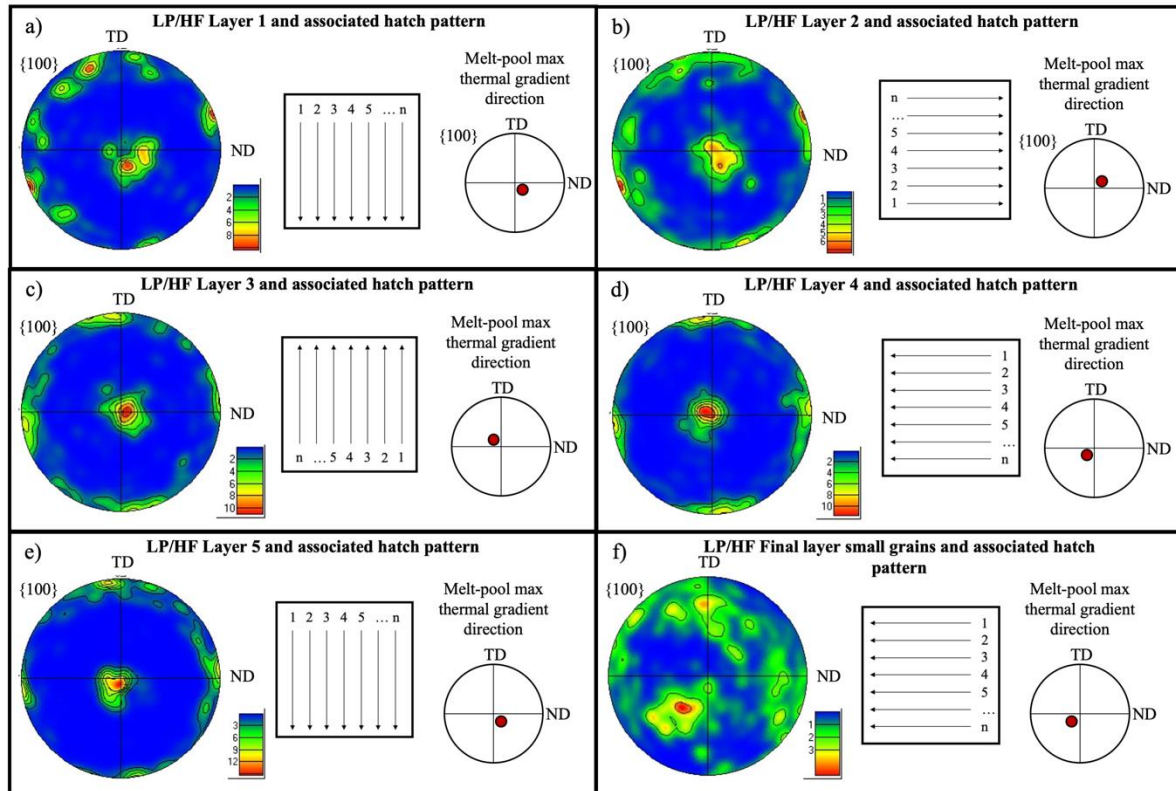 LP/HF Layer 1 and associated hatch pattern
a)
TD
{100}
ND
2
4
6
8
1 2 3 4 5 ... n
Melt-pool max
thermal gradient
direction
TD
{100}
ND
LP/HF Layer 2 and associated hatch pattern
b)
TD
{100}
ND
1
2
3
4
5
6
n
...
5
4
3
2
1
Melt-pool max
thermal gradient
direction
TD
{100}
ND
LP/HF Layer 3 and associated hatch pattern
c)
TD
{100}
ND
2
4
6
8
10
n ...5 4 3 2 1
Melt-pool max
thermal gradient
direction
TD
ND
LP/HF Layer 4 and associated hatch pattern
d)
TD
{100}
ND
2
4
6
8
10
1
2
3
4
5
...
n
Melt-pool max
thermal gradient
direction
TD
ND
LP/HF Layer 5 and associated hatch pattern
e)
TD
{100}
ND
3
6
9
12
1 2 3 4 5 ... n
Melt-pool max
thermal gradient
direction
TD
ND
LP/HF Final layer small grains and associated hatch
pattern
f)
TD
{100}
ND
1
2
3
1
2
3
4
5
...
n
Melt-pool max
thermal gradient
direction
TD
ND